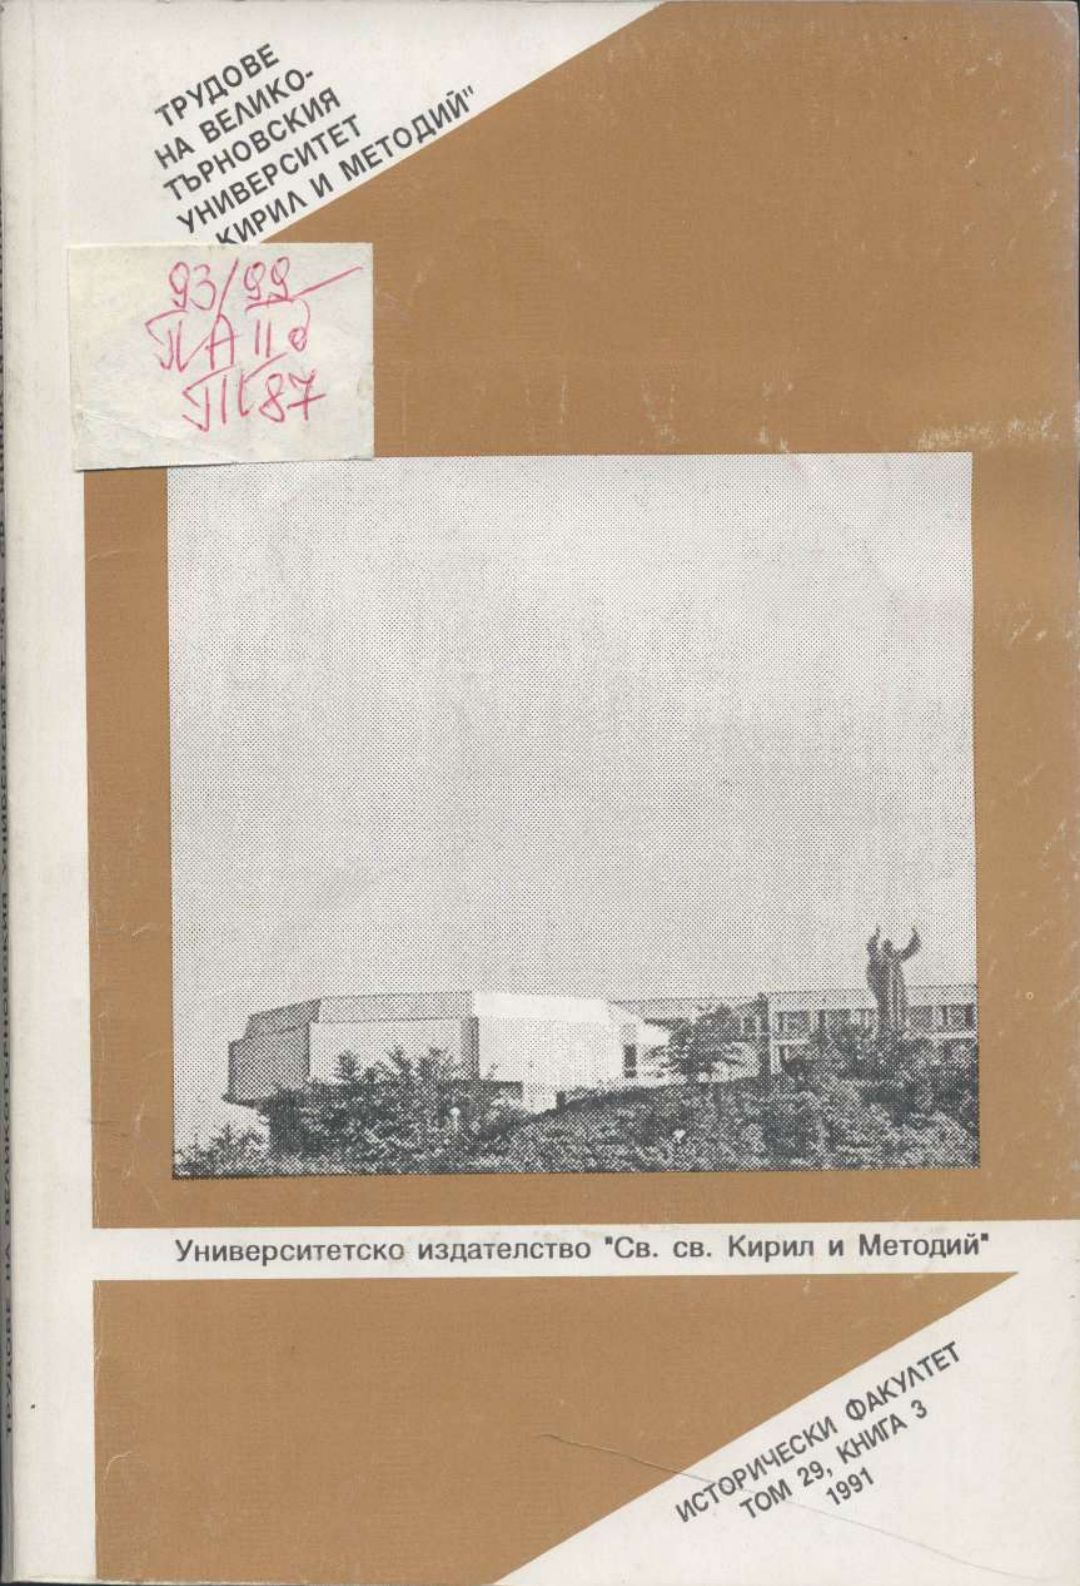 ТРУДОВЕ
НА ВЕЛИКО-
ТЪРНОВСКИЯ
УНИВЕРСИТЕТ
КИРИЛ И МЕТОДИЙ"
93/99
П 87
Университетско издателство "Св. св. Кирил и Методий"
ИСТОРИЧЕСКИ ФАКУЛТЕТ
ТОМ 29, КНИГА 3
1991